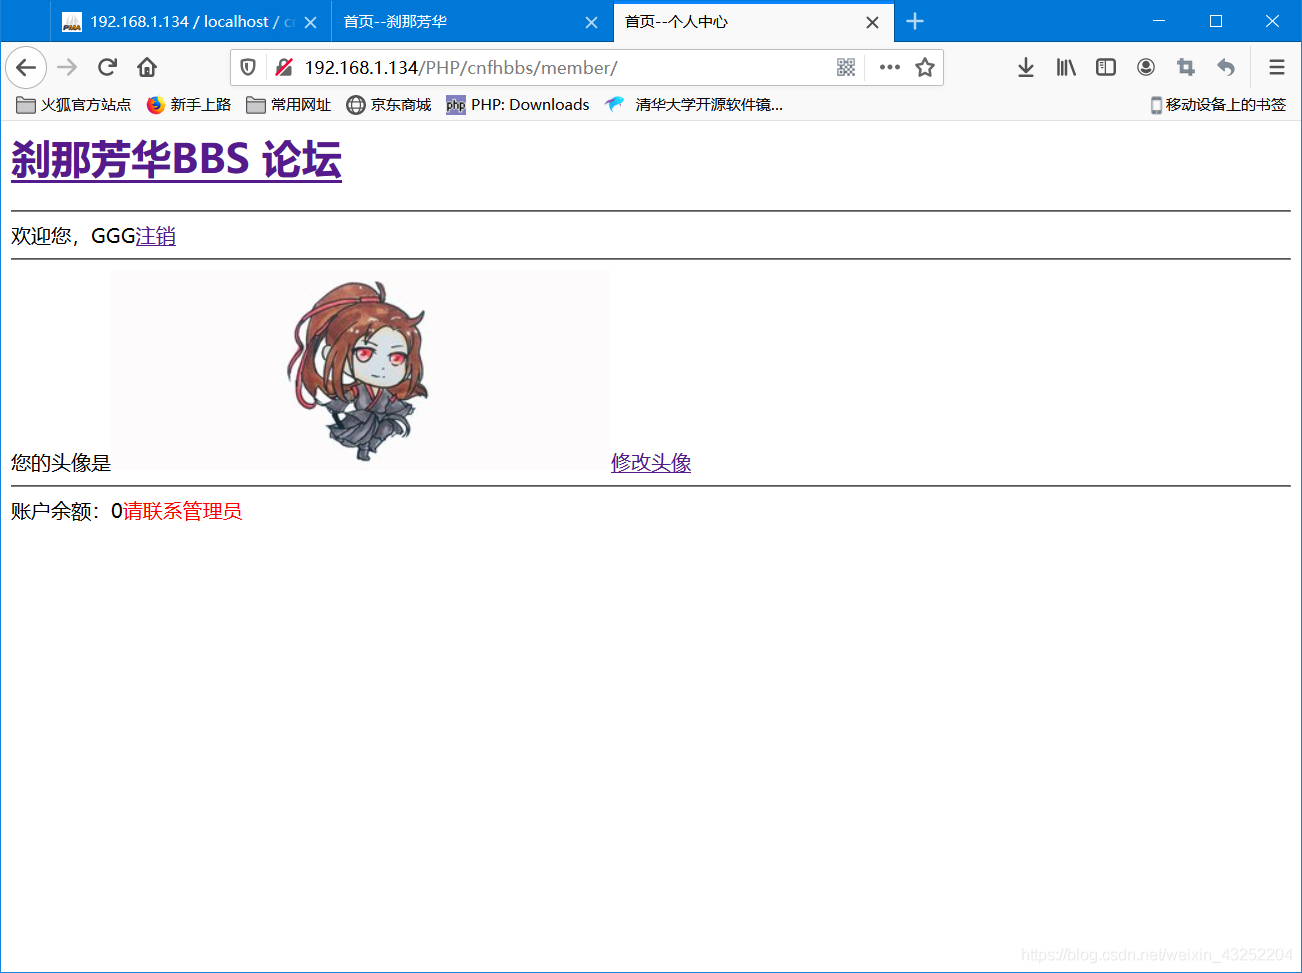 192.168.1.134 / localhost / cn
首页--刹那芳华
首页--个人中心
192.168.1.134/PHP/cnfhbbs/member/
火狐官方站点
新手上路
常用网址
京东商城
php PHP: Downloads
清华大学开源软件镜...
移动设备上的书签
刹那芳华BBS 论坛
欢迎您，GGG注销
您的头像是 修改头像
账户余额：0请联系管理员
https://blog.csdn.net/weixin_43252204